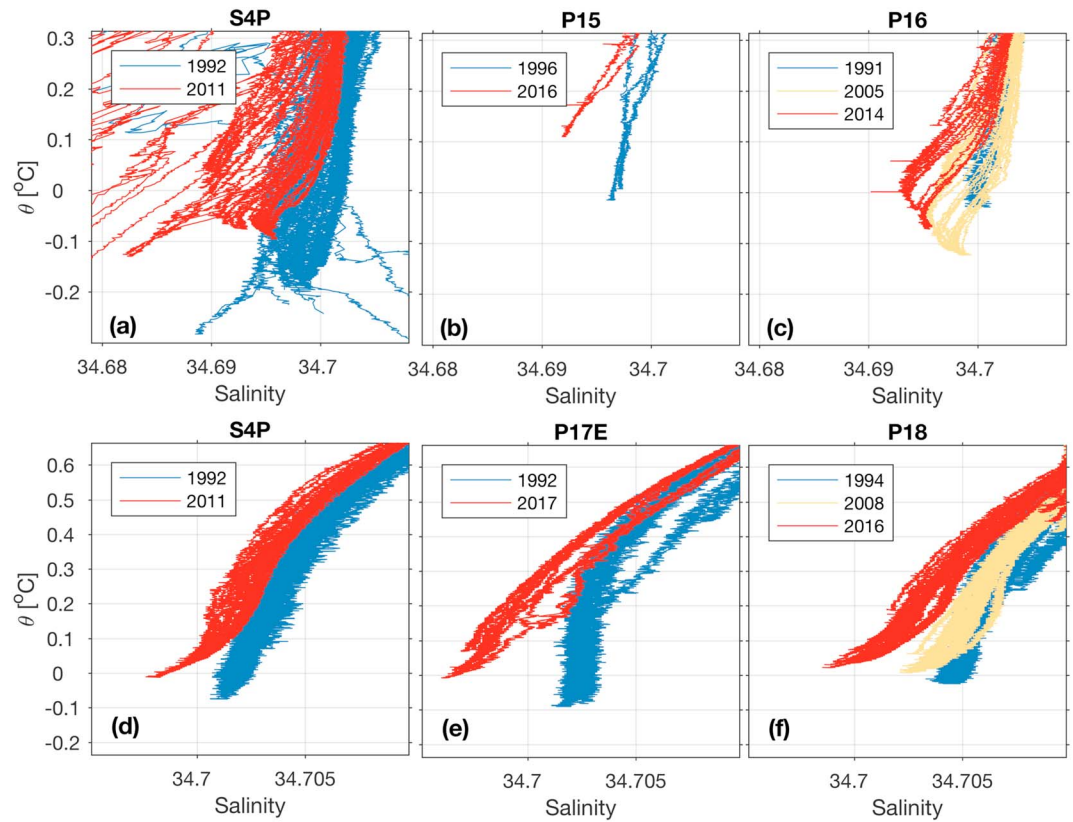 S4P
P15
P16
0.3
0.2
0.1
0
-0.1
-0.2
θ [°C]
1992
2011
1996
2016
1991
2005
2014
(a)
(b)
(c)
34.68 34.69 34.7
34.68 34.69 34.7
34.68 34.69 34.7
Salinity
Salinity
Salinity
S4P
P17E
P18
0.6
0.5
0.4
0.3
0.2
0.1
0
-0.1
-0.2
θ [°C]
1992
2011
1992
2017
1994
2008
2016
(d)
(e)
(f)
34.7 34.705
34.7 34.705
34.7 34.705
Salinity
Salinity
Salinity